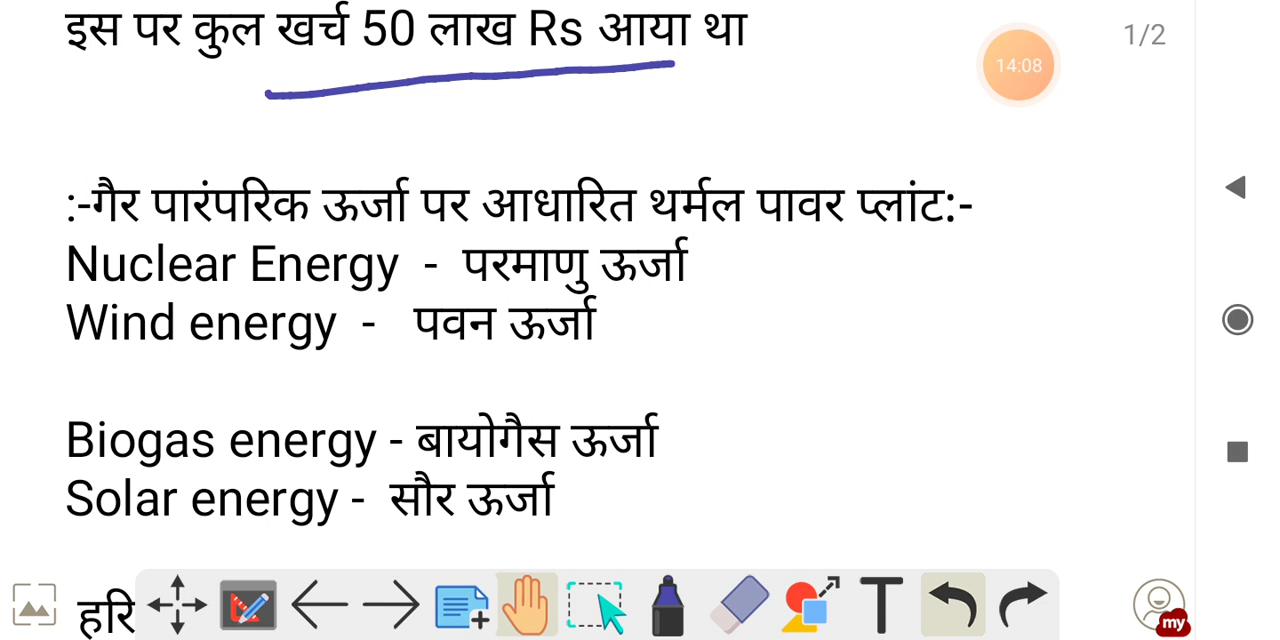 इस पर कुल खर्च 50 लाख Rs आया था
1/2
14:08
:-गैर पारंपरिक ऊर्जा पर आधारित थर्मल पावर प्लांट:-
Nuclear Energy - परमाणु ऊर्जा
Wind energy - पवन ऊर्जा
Biogas energy - बायोगैस ऊर्जा
Solar energy - सौर ऊर्जा
हरि
T
my